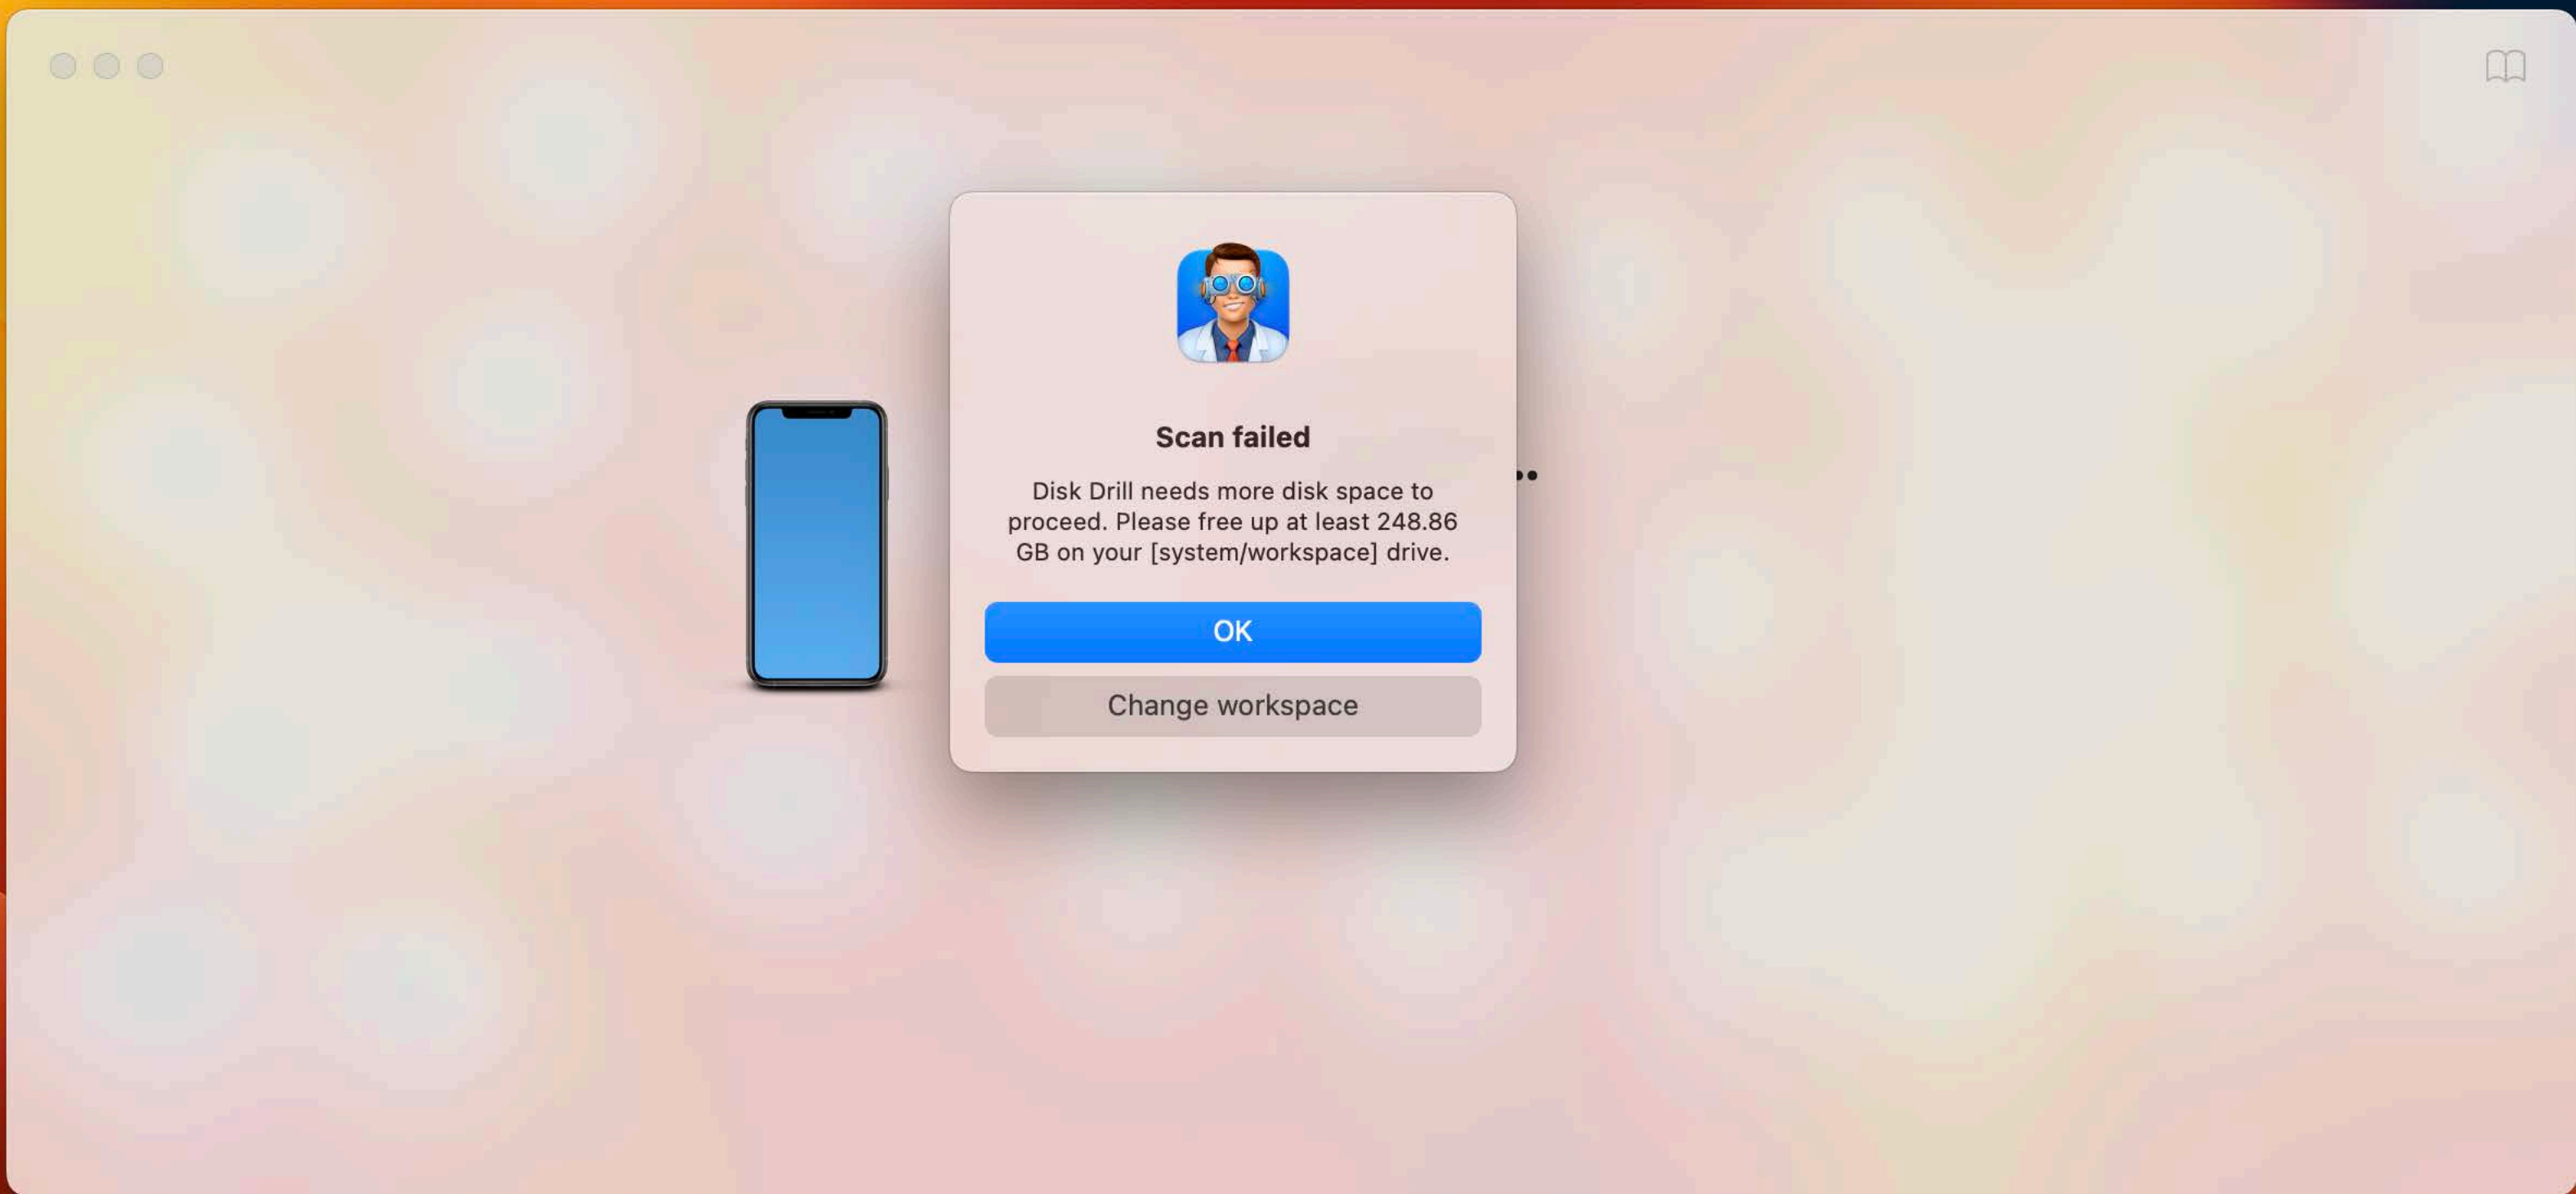 Scan failed
Disk Drill needs more disk space to
proceed. Please free up at least 248.86
GB on your [system/workspace] drive.
OK
Change workspace